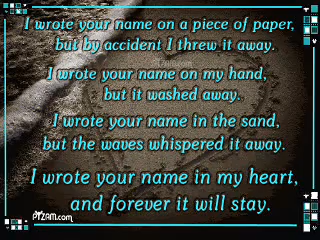 I wrote your name on a piece of paper,
but by accident I threw it away.
I wrote your name on my hand,
but it washed away.
I wrote your name in the sand,
but the waves whispered it away.
I wrote your name in my heart,
and forever it will stay.
PYZAM.com